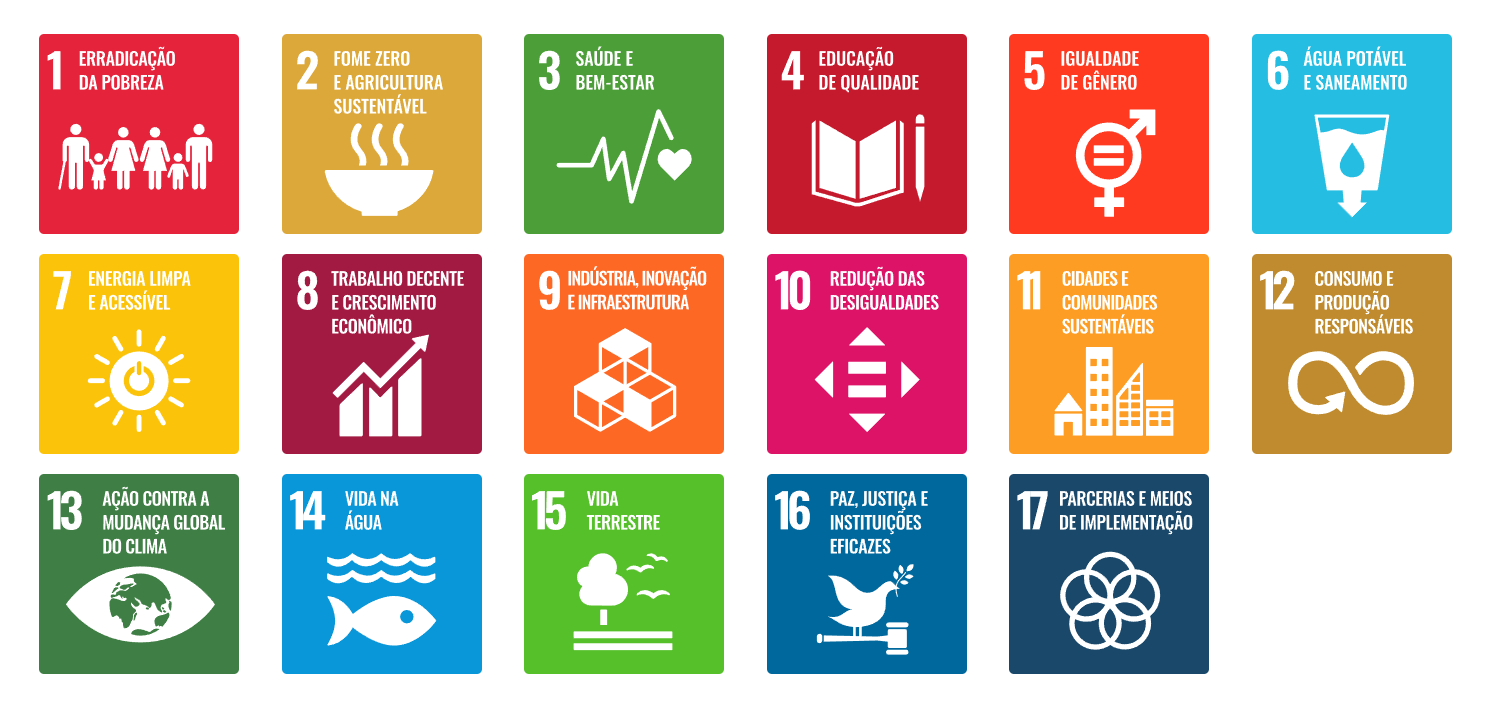 1 ERRADICAÇÃO
DA POBREZA
2 FOME ZERO
E AGRICULTURA
SUSTENTÁVEL
3 SAÚDE E
BEM-ESTAR
4 EDUCAÇÃO
DE QUALIDADE
5 IGUALDADE
DE GÊNERO
6 ÁGUA POTÁVEL
E SANEAMENTO
7 ENERGIA LIMPA
E ACESSÍVEL
8 TRABALHO DECENTE
E CRESCIMENTO
ECONÔMICO
9 INDÚSTRIA, INOVAÇÃO
E INFRAESTRUTURA
10 REDUÇÃO DAS
DESIGUALDADES
11 CIDADES E
COMUNIDADES
SUSTENTÁVEIS
12 CONSUMO E
PRODUÇÃO
RESPONSÁVEIS
13 AÇÃO CONTRA A
MUDANÇA GLOBAL
DO CLIMA
14 VIDA NA
ÁGUA
15 VIDA
TERRESTRE
16 PAZ, JUSTIÇA E
INSTITUIÇÕES
EFICAZES
17 PARCERIAS E MEIOS
DE IMPLEMENTAÇÃO